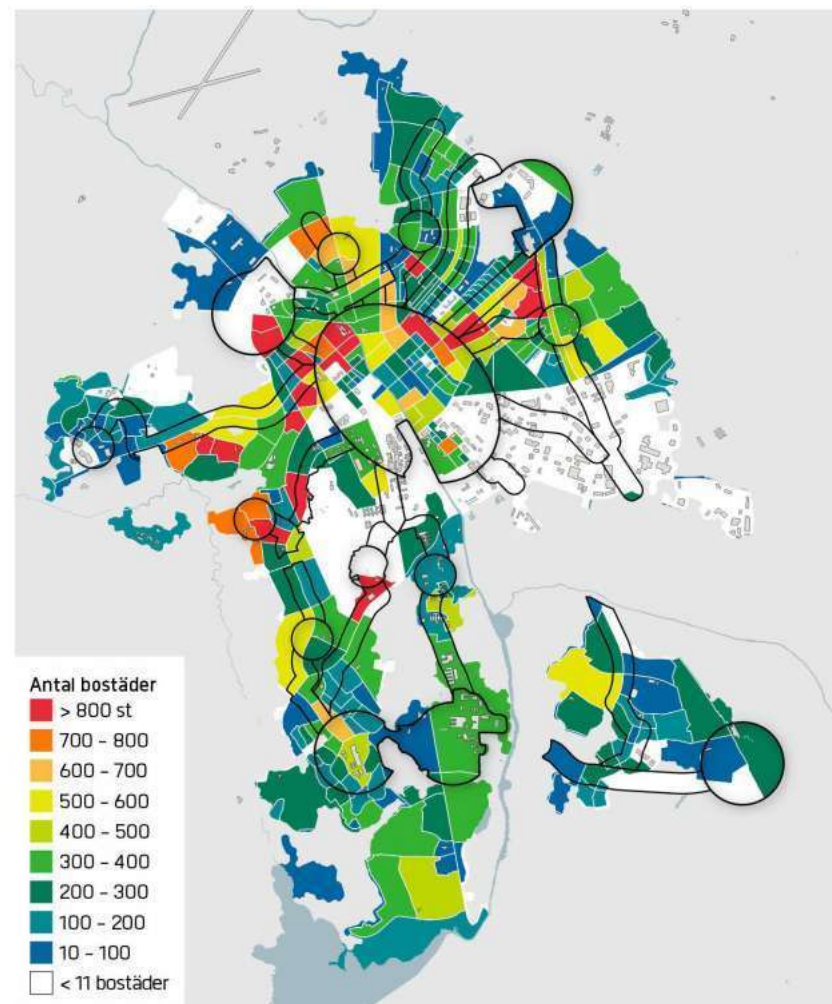 Antal bostäder
> 800 st
700 – 800
600 – 700
500 – 600
400 – 500
300 – 400
200 – 300
100 – 200
10 – 100
< 11 bostäder